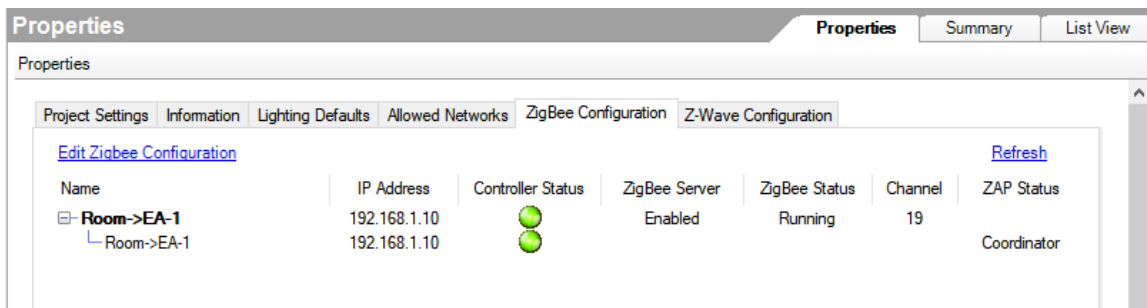 Properties
Properties Summary List View
Properties
Project Settings Information Lighting Defaults Allowed Networks ZigBee Configuration Z-Wave Configuration
Edit Zigbee Configuration Refresh
Name IP Address Controller Status ZigBee Server ZigBee Status Channel ZAP Status
Room->EA-1 192.168.1.10 Enabled Running 19
Room->EA-1 192.168.1.10 Coordinator